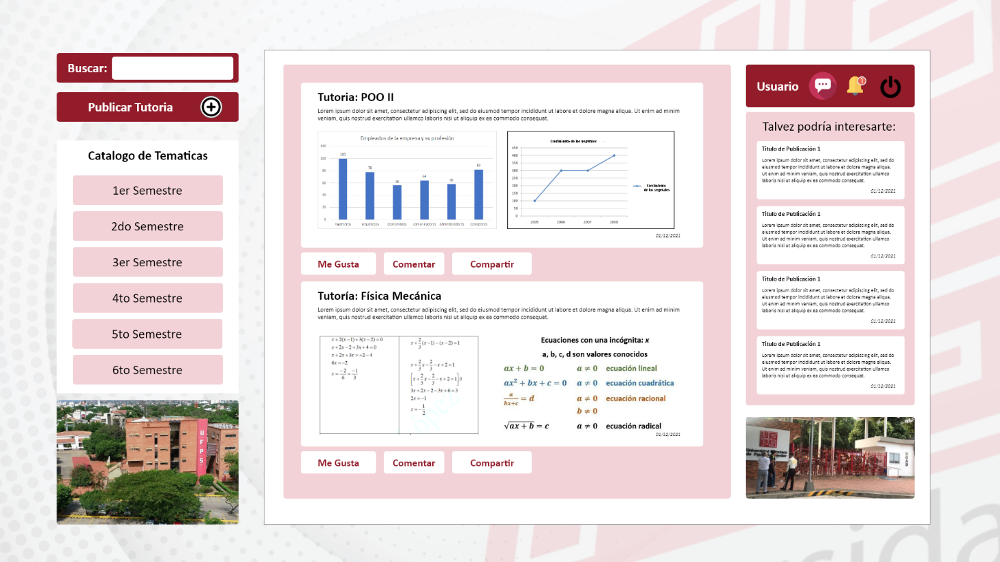 Buscar:
Publicar Tutoria
Catalogo de Tematicas
1er Semestre
2do Semestre
3er Semestre
4to Semestre
5to Semestre
6to Semestre
UFPS
Tutoria: POO II
Lorem ipsum dolor sit amet, consectetur adipiscing elit, sed do eiusmod tempor incididunt ut labore et dolore magna aliqua. Ut enim ad minim
veniam, quis nostrud exercitation ullamco laboris nisi ut aliquip ex ea commodo consequat.
Empleados de la empresa y su profesión
120
100
80
60
40
20
0
100
78
56
64
58
82
ingenieros arquitectos economistas comunicadores administradores contadores
Crecimiento de los vegetales
450
400
350
300
250
200
150
100
50
0
2005 2006 2007 2008
Crecimiento
de los vegetales
01/12/2021
Me Gusta
Comentar
Compartir
Tutoría: Física Mecánica
Lorem ipsum dolor sit amet, consectetur adipiscing elit, sed do eiusmod tempor incididunt ut labore et dolore magna aliqua. Ut enim ad minim
veniam, quis nostrud exercitation ullamco laboris nisi ut aliquip ex ea commodo consequat.
x+2(x−1)+3(x−2)=0
x+2x−2+3x+4=0
x+2x+3x=+2−4
6x=−2
x=−2/6=−1/3
x+2/3(x−1)−(x−2)=1
x+2/3x−2/3−x+2=1
[x+2/3x−2/3−x+2=1]·3
3x+2x−2−3x+6=3
2x=−1
x=−1/2
Ecuaciones con una incógnita: x
a, b, c, d son valores conocidos
ax + b = 0 a ≠ 0 ecuación lineal
ax² + bx + c = 0 a ≠ 0 ecuación cuadrática
a/(bx+c) = d a ≠ 0 ecuación racional
b ≠ 0
√(ax + b) = c a ≠ 0 ecuación radical
01/12/2021
Me Gusta
Comentar
Compartir
Usuario
1
Talvez podría interesarte:
Titulo de Publicación 1
Lorem ipsum dolor sit amet, consectetur adipiscing elit, sed do
eiusmod tempor incididunt ut labore et dolore magna aliqua.
Ut enim ad minim veniam, quis nostrud exercitation ullamco
laboris nisi ut aliquip ex ea commodo consequat.
01/12/2021
Titulo de Publicación 1
Lorem ipsum dolor sit amet, consectetur adipiscing elit, sed do
eiusmod tempor incididunt ut labore et dolore magna aliqua.
Ut enim ad minim veniam, quis nostrud exercitation ullamco
laboris nisi ut aliquip ex ea commodo consequat.
01/12/2021
Titulo de Publicación 1
Lorem ipsum dolor sit amet, consectetur adipiscing elit, sed do
eiusmod tempor incididunt ut labore et dolore magna aliqua.
Ut enim ad minim veniam, quis nostrud exercitation ullamco
laboris nisi ut aliquip ex ea commodo consequat.
01/12/2021
Titulo de Publicación 1
Lorem ipsum dolor sit amet, consectetur adipiscing elit, sed do
eiusmod tempor incididunt ut labore et dolore magna aliqua.
Ut enim ad minim veniam, quis nostrud exercitation ullamco
laboris nisi ut aliquip ex ea commodo consequat.
01/12/2021
Universidad Francisco
de Paula Santander
sida